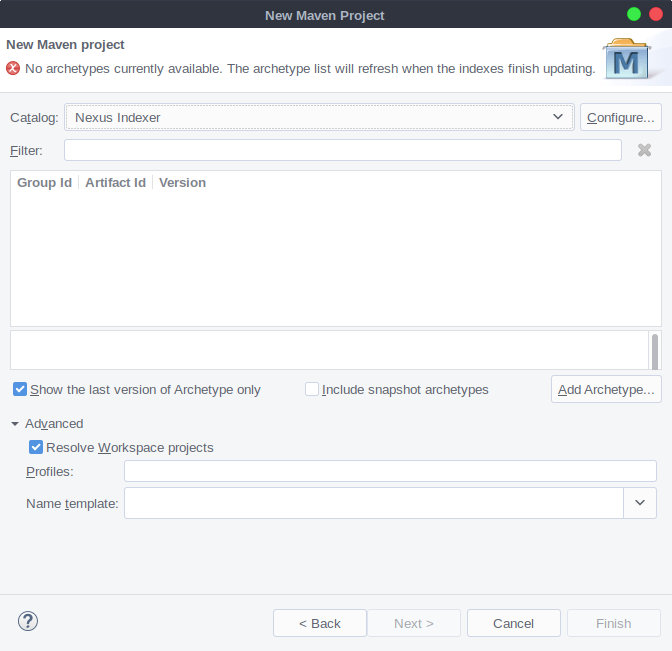 New Maven Project
New Maven project
No archetypes currently available. The archetype list will refresh when the indexes finish updating.
M
Catalog: Nexus Indexer Configure...
Filter:
Group Id Artifact Id Version
Show the last version of Archetype only Include snapshot archetypes Add Archetype...
Advanced
Resolve Workspace projects
Profiles:
Name template:
? < Back Next > Cancel Finish